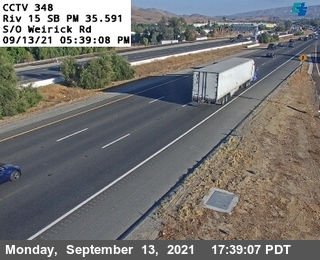 CCTV 348
Riv 15 SB PM 35.591
S/O Weirick Rd
09/13/21 05:39:08 PM
Monday, September 13, 2021 17:39:07 PDT